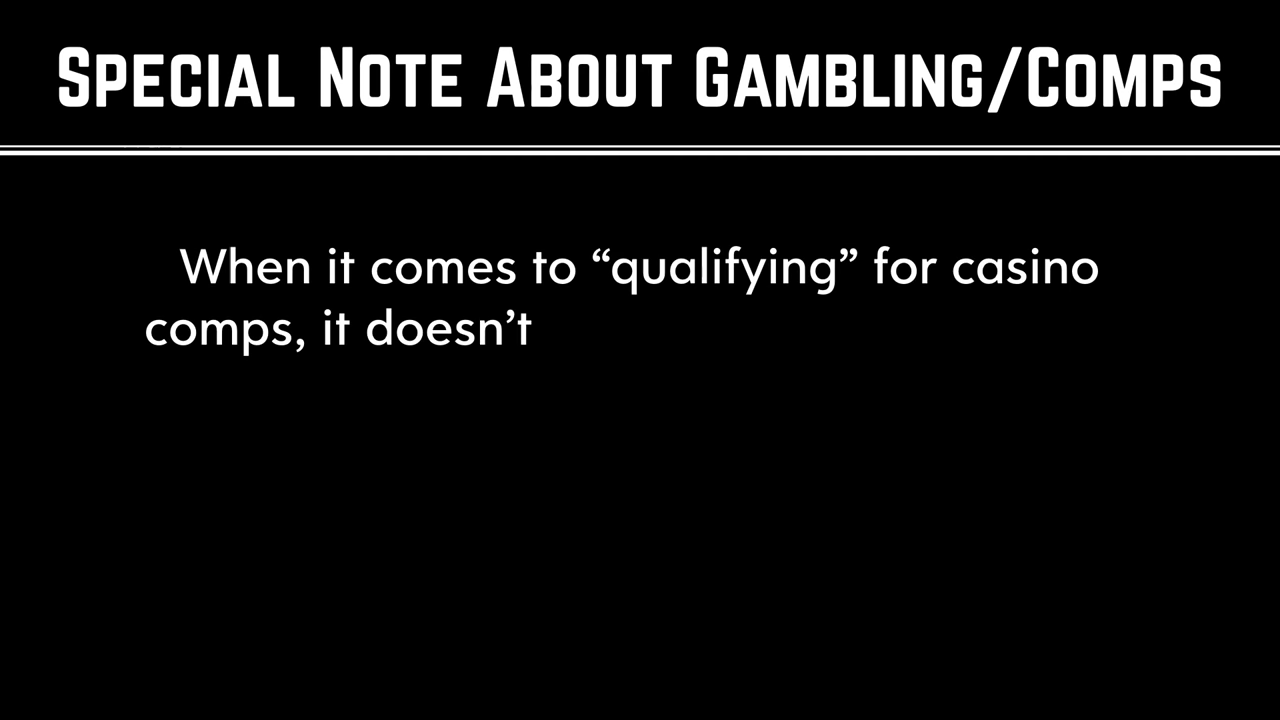 Special Note About Gambling/Comps
When it comes to “qualifying” for casino
comps, it doesn’t